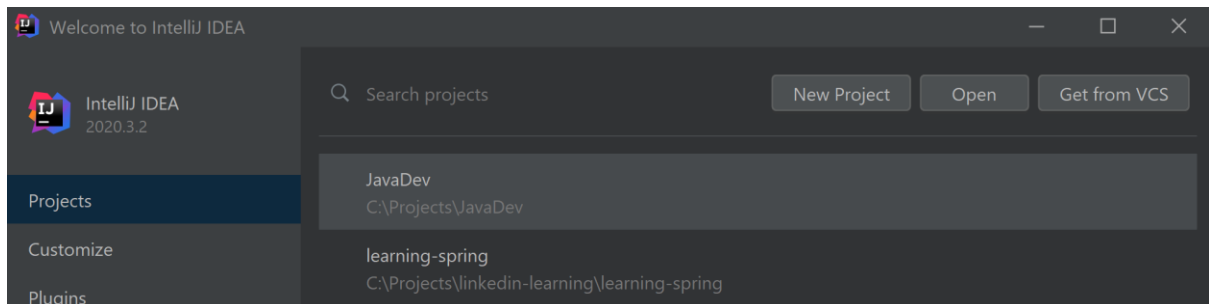 Welcome to IntelliJ IDEA
IJ
IntelliJ IDEA
2020.3.2
Search projects
New Project
Open
Get from VCS
Projects
Customize
Plugins
JavaDev
C:\Projects\JavaDev
learning-spring
C:\Projects\linkedin-learning\learning-spring